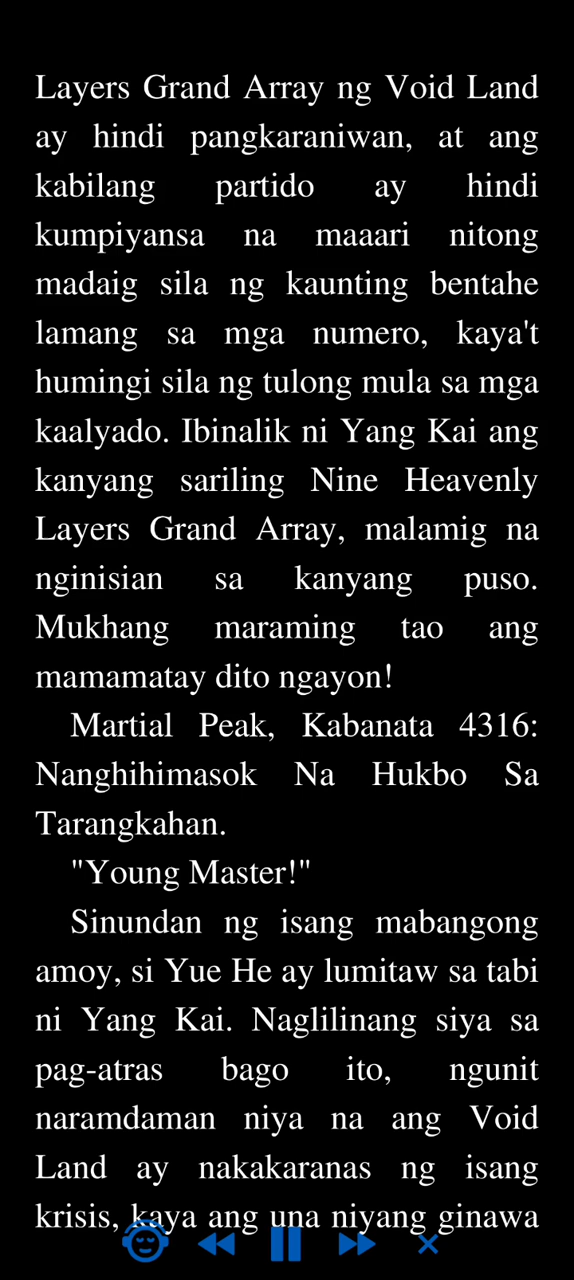 Layers Grand Array ng Void Land
ay hindi pangkaraniwan, at ang
kabilang partido ay hindi
kumpiyansa na maaari nitong
madaig sila ng kaunting bentahe
lamang sa mga numero, kaya't
humingi sila ng tulong mula sa mga
kaalyado. Ibinalik ni Yang Kai ang
kanyang sariling Nine Heavenly
Layers Grand Array, malamig na
nginisian sa kanyang puso.
Mukhang maraming tao ang
mamamatay dito ngayon!
Martial Peak, Kabanata 4316:
Nanghihimasok Na Hukbo Sa
Tarangkahan.
"Young Master!"
Sinundan ng isang mabangong
amoy, si Yue He ay lumitaw sa tabi
ni Yang Kai. Naglilinang siya sa
pag-atras bago ito, ngunit
naramdaman niya na ang Void
Land ay nakakaranas ng isang
krisis, kaya ang una niyang ginawa